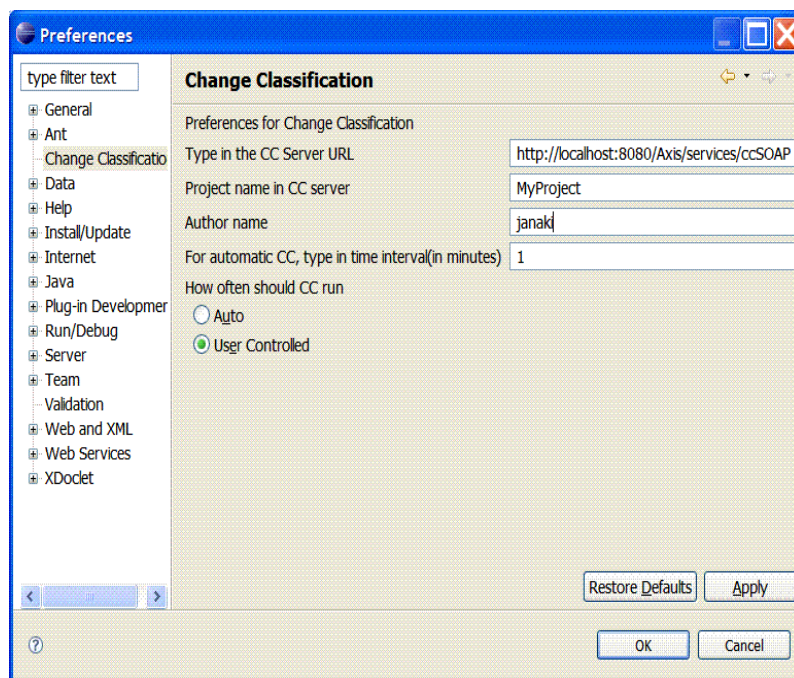 Preferences
type filter text
General
Ant
Change Classificatio
Data
Help
Install/Update
Internet
Java
Plug-in Developmer
Run/Debug
Server
Team
Validation
Web and XML
Web Services
XDoclet
Change Classification
Preferences for Change Classification
Type in the CC Server URL http://localhost:8080/Axis/services/ccSOAP
Project name in CC server MyProject
Author name janaki
For automatic CC, type in time interval(in minutes) 1
How often should CC run
Auto
User Controlled
Restore Defaults Apply
OK Cancel